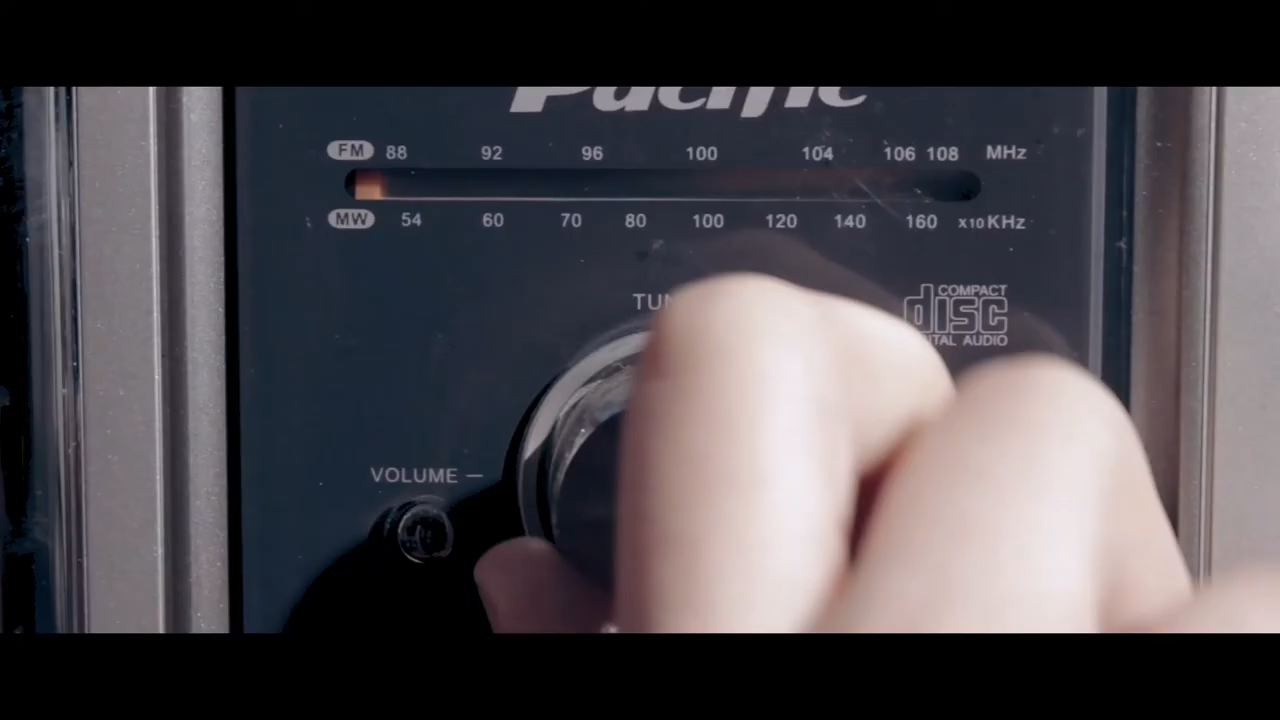 Pacific
FM 88 92 96 100 104 106 108 MHz
MW 54 60 70 80 100 120 140 160 x10 KHz
COMPACT
disc
AUDIO
VOLUME –